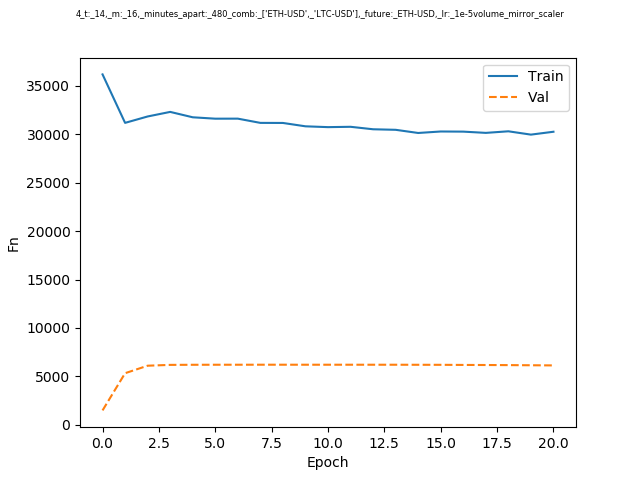 4_t:_14,_m:_16,_minutes_apart:_480_comb:_['ETH-USD',_'LTC-USD'],_future:_ETH-USD,_lr:_1e-5volume_mirror_scaler
Train
Val
35000
30000
25000
20000
15000
10000
5000
0
Fn
0.0 2.5 5.0 7.5 10.0 12.5 15.0 17.5 20.0
Epoch